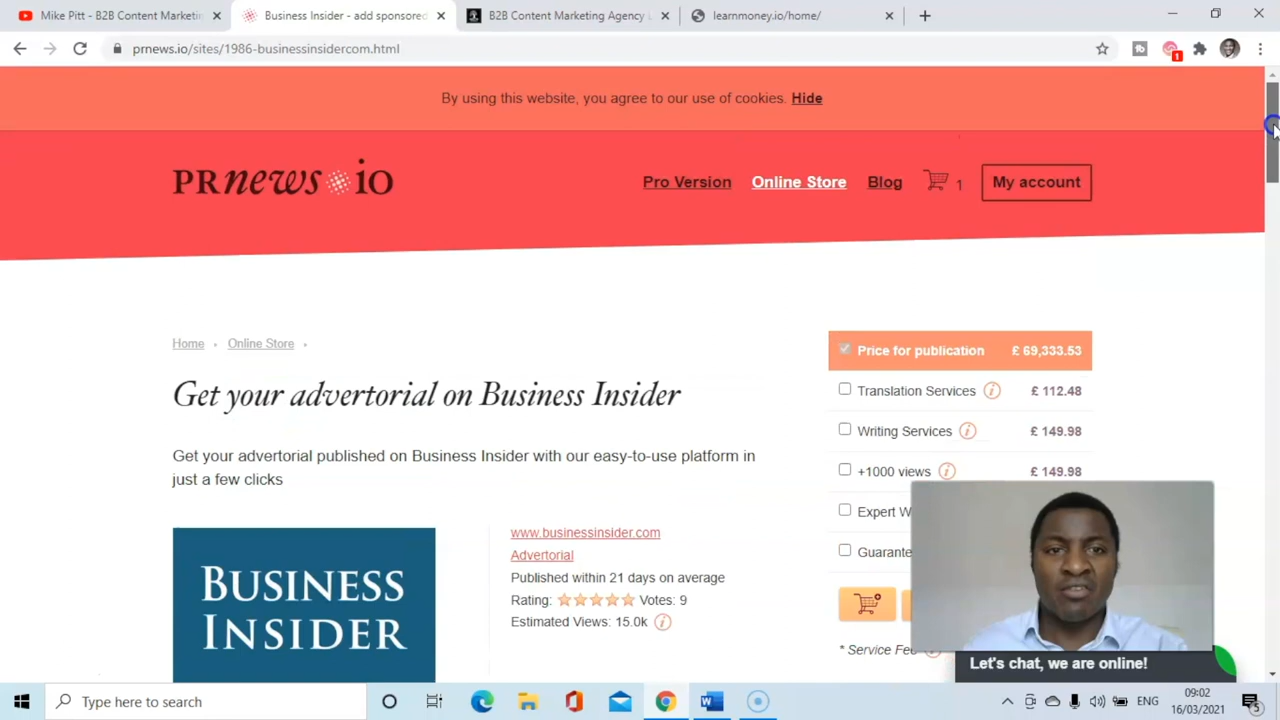 Mike Pitt - B2B Content Marketin
Business Insider - add sponsored
B2B Content Marketing Agency
learnmoney.io/home/
prnews.io/sites/1986-businessinsidercom.html
1
By using this website, you agree to our use of cookies. Hide
PRnews io
Pro Version
Online Store
Blog
1
My account
Home
Online Store
Price for publication £ 69,333.53
Get your advertorial on Business Insider
Translation Services £ 112.48
Writing Services £ 149.98
Get your advertorial published on Business Insider with our easy-to-use platform in
just a few clicks
+1000 views £ 149.98
Expert W
Guarante
BUSINESS
INSIDER
www.businessinsider.com
Advertorial
Published within 21 days on average
Rating: Votes: 9
Estimated Views: 15.0k
* Service Fee
Let's chat, we are online!
Type here to search
ENG
09:02
16/03/2021
5